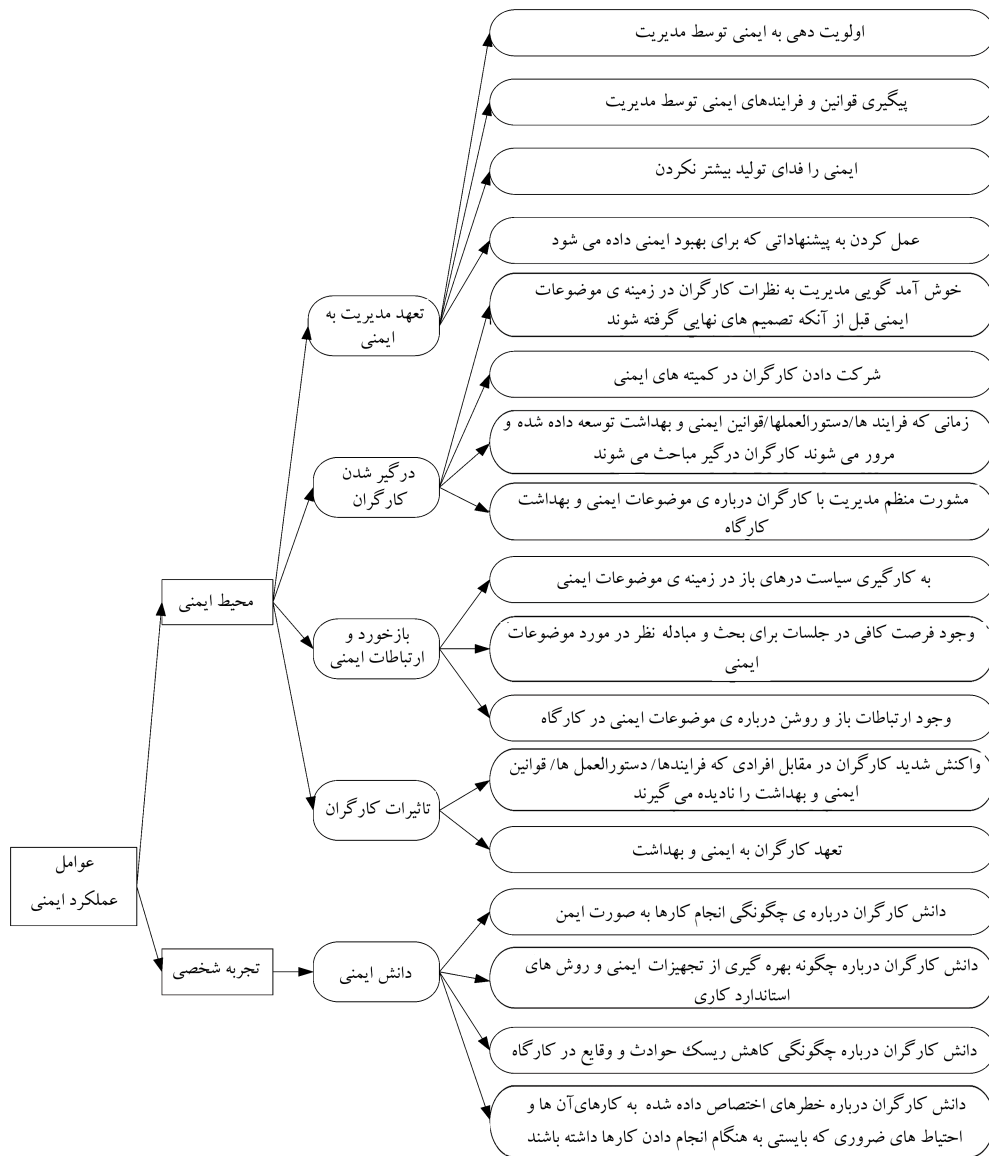 اولویت دهی به ایمنی توسط مدیریت
پیگیری قوانین و فرایندهای ایمنی توسط مدیریت
ایمنی را فدای تولید بیشتر نکردن
عمل کردن به پیشنهاداتی که برای بهبود ایمنی داده می شود
خوش آمد گویی مدیریت به نظرات کارگران در زمینه ی موضوعات
ایمنی قبل از آنکه تصمیم های نهایی گرفته شوند
تعهد مدیریت به
ایمنی
شرکت دادن کارگران در کمیته های ایمنی
زمانی که فرایند ها/دستورالعملها/قوانین ایمنی و بهداشت توسعه داده شده و
مرور می شوند کارگران درگیر مباحث می شوند
درگیر شدن
کارگران
مشورت منظم مدیریت با کارگران درباره ی موضوعات ایمنی و بهداشت
کارگاه
به کارگیری سیاست درهای باز در زمینه ی موضوعات ایمنی
محیط ایمنی
وجود فرصت کافی در جلسات برای بحث و مبادله نظر در مورد موضوعات
ایمنی
بازخورد و
ارتباطات ایمنی
وجود ارتباطات باز و روشن درباره ی موضوعات ایمنی در کارگاه
واکنش شدید کارگران در مقابل افرادی که فرایندها/ دستورالعمل ها/ قوانین
ایمنی و بهداشت را نادیده می گیرند
تاثیرات کارگران
تعهد کارگران به ایمنی و بهداشت
عوامل
عملکرد ایمنی
دانش کارگران درباره ی چگونگی انجام کارها به صورت ایمن
دانش کارگران درباره چگونه بهره گیری از تجهیزات ایمنی و روش های
استاندارد کاری
دانش ایمنی
تجربه شخصی
دانش کارگران درباره چگونگی کاهش ریسک حوادث و وقایع در کارگاه
دانش کارگران درباره خطرهای اختصاص داده شده به کارهای‌آن ها و
احتیاط های ضروری که بایستی به هنگام انجام دادن کارها داشته باشند